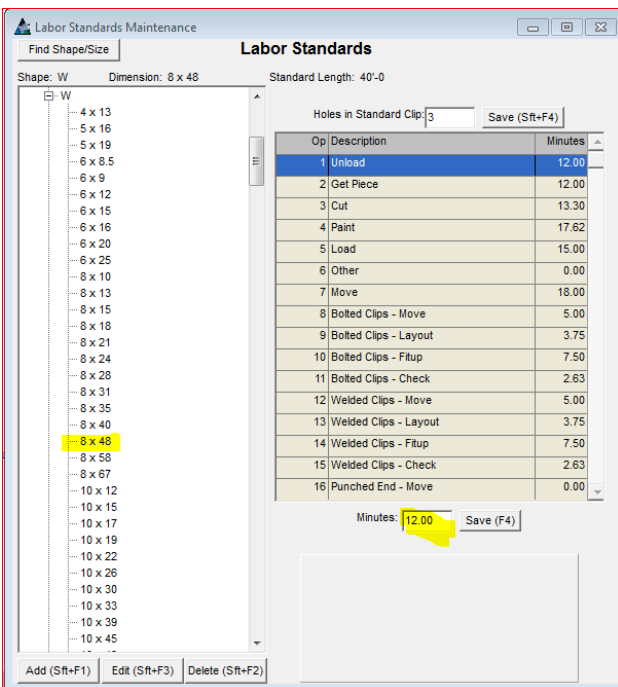 Labor Standards Maintenance
Find Shape/Size
Labor Standards
Shape: W Dimension: 8 x 48 Standard Length: 40'-0
W
4 x 13
5 x 16
5 x 19
6 x 8.5
6 x 9
6 x 12
6 x 15
6 x 16
6 x 20
6 x 25
8 x 10
8 x 13
8 x 15
8 x 18
8 x 21
8 x 24
8 x 28
8 x 31
8 x 35
8 x 40
8 x 48
8 x 58
8 x 67
10 x 12
10 x 15
10 x 17
10 x 19
10 x 22
10 x 26
10 x 30
10 x 33
10 x 39
10 x 45
Add (Sft+F1) Edit (Sft+F3) Delete (Sft+F2)
Holes in Standard Clip: 3 Save (Sft+F4)
Op Description Minutes
1 Unload 12.00
2 Get Piece 12.00
3 Cut 13.30
4 Paint 17.62
5 Load 15.00
6 Other 0.00
7 Move 18.00
8 Bolted Clips - Move 5.00
9 Bolted Clips - Layout 3.75
10 Bolted Clips - Fitup 7.50
11 Bolted Clips - Check 2.63
12 Welded Clips - Move 5.00
13 Welded Clips - Layout 3.75
14 Welded Clips - Fitup 7.50
15 Welded Clips - Check 2.63
16 Punched End - Move 0.00
Minutes: 12.00 Save (F4)